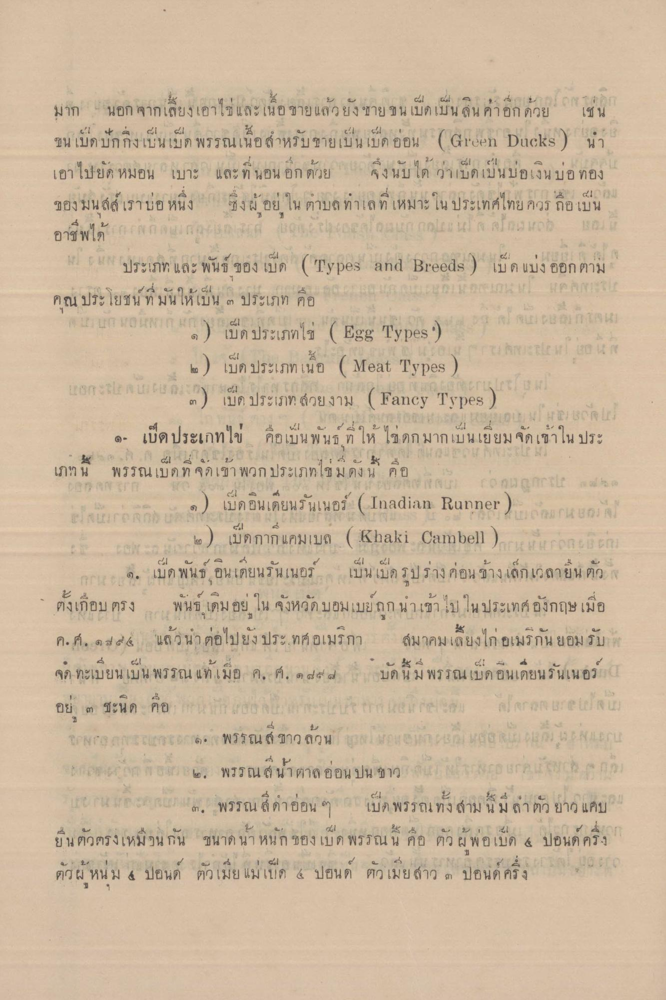 มาก นอกจากเลี้ยงเอาไข่และเนื้อขายแล้วยังขายขนเป็ดเป็นสินค้าอีกด้วย เช่น
ขนเป็ดปักกิ่งเป็นเป็ดพรรณเนื้อสำหรับขายเป็นเป็ดอ่อน (Green Ducks) นำ
เอาไปยัดหมอน เบาะ และที่นอนอีกด้วย จึงนับได้ว่าเป็ดเป็นบ่อเงินบ่อทอง
ของมนุสส์เราบ่อหนึ่ง ซึ่งผู้อยู่ในตำบลทำเลที่เหมาะในประเทศไทยควรถือเป็น
อาชีพได้
ประเภทและพันธุ์ของเป็ด (Types and Breeds) เป็ดแบ่งออกตาม
คุณประโยชน์ที่มันให้เป็น ๓ ประเภท คือ
๑) เป็ดประเภทไข่ (Egg Types)
๒) เป็ดประเภทเนื้อ (Meat Types)
๓) เป็ดประเภทสวยงาม (Fancy Types)
๑- เป็ดประเภทไข่ คือเป็นพันธุ์ที่ให้ไข่ดกมากเป็นเยี่ยมจัดเข้าในประ
เภทนี้ พรรณเป็ดที่จัดเข้าพวกประเภทไข่มีดังนี้ คือ
๑) เป็ดอินเดียนรันเนอร์ (Inadian Runner)
๒) เป็ดกากีแคมเบล (Khaki Cambell)
๑. เป็ดพันธุ์อินเดียนรันเนอร์ เป็นเป็ดรูปร่างค่อนข้างเล็กเวลายืนตัว
ตั้งเกือบตรง พันธุ์เดิมอยู่ในจังหวัดบอมเบย์ถูกนำเข้าไปในประเทศอังกฤษเมื่อ
ค.ศ. ๑๘๙๔ แล้วนำต่อไปยังประเทศอเมริกา สมาคมเลี้ยงไก่อเมริกันยอมรับ
จดทะเบียนเป็นพรรณแท้เมื่อ ค. ศ. ๑๘๙๘ บัดนี้มีพรรณเป็ดอินเดียนรันเนอร์
อยู่ ๓ ชะนิด คือ
๑. พรรณสีขาวล้วน
๒. พรรณสีน้ำตาลอ่อนปนขาว
๓. พรรณสีดำอ่อนๆ เป็ดพรรณทั้งสามนี้มีลำตัวยาวแคบ
ยืนตัวตรงเหมือนกัน ขนาดน้ำหนักของเป็ดพรรณนี้ คือ ตัวผู้พ่อเป็ด ๔ ปอนด์ครึ่ง
ตัวผู้หนุ่ม ๔ ปอนด์ ตัวเมียแม่เป็ด ๔ ปอนด์ ตัวเมียสาว ๓ ปอนด์ครึ่ง